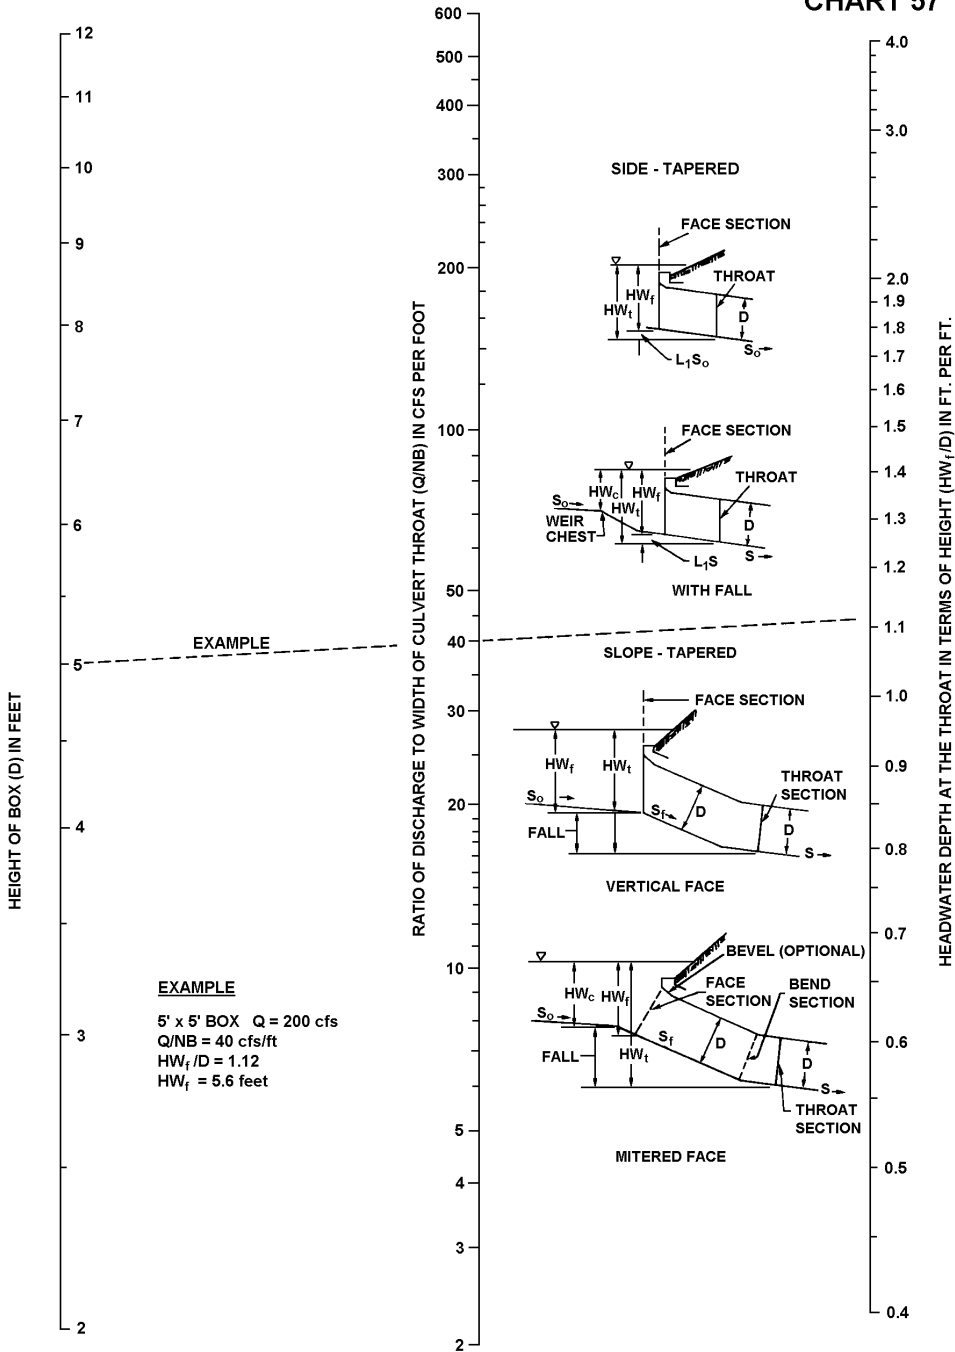 CHART 57
HEIGHT OF BOX (D) IN FEET
12
11
10
9
8
7
6
5
4
3
2
EXAMPLE
EXAMPLE
5' x 5' BOX Q = 200 cfs
Q/NB = 40 cfs/ft
HWf /D = 1.12
HWf = 5.6 feet
RATIO OF DISCHARGE TO WIDTH OF CULVERT THROAT (Q/NB) IN CFS PER FOOT
600
500
400
300
200
100
50
40
30
20
10
5
4
3
2
SIDE - TAPERED
FACE SECTION
THROAT
HWf
HWt
D
So
L1So
FACE SECTION
THROAT
HWc
HWf
HWt
So
WEIR
CHEST
D
S
L1S
WITH FALL
SLOPE - TAPERED
FACE SECTION
HWf
HWt
THROAT
SECTION
So
Sf
D
D
FALL
S
VERTICAL FACE
BEVEL (OPTIONAL)
FACE
SECTION
BEND
SECTION
HWc
HWf
So
Sf
D
HWt
D
FALL
S
THROAT
SECTION
MITERED FACE
4.0
3.0
2.0
1.9
1.8
1.7
1.6
1.5
1.4
1.3
1.2
1.1
1.0
0.9
0.8
0.7
0.6
0.5
0.4
HEADWATER DEPTH AT THE THROAT IN TERMS OF HEIGHT (HWf /D) IN FT. PER FT.